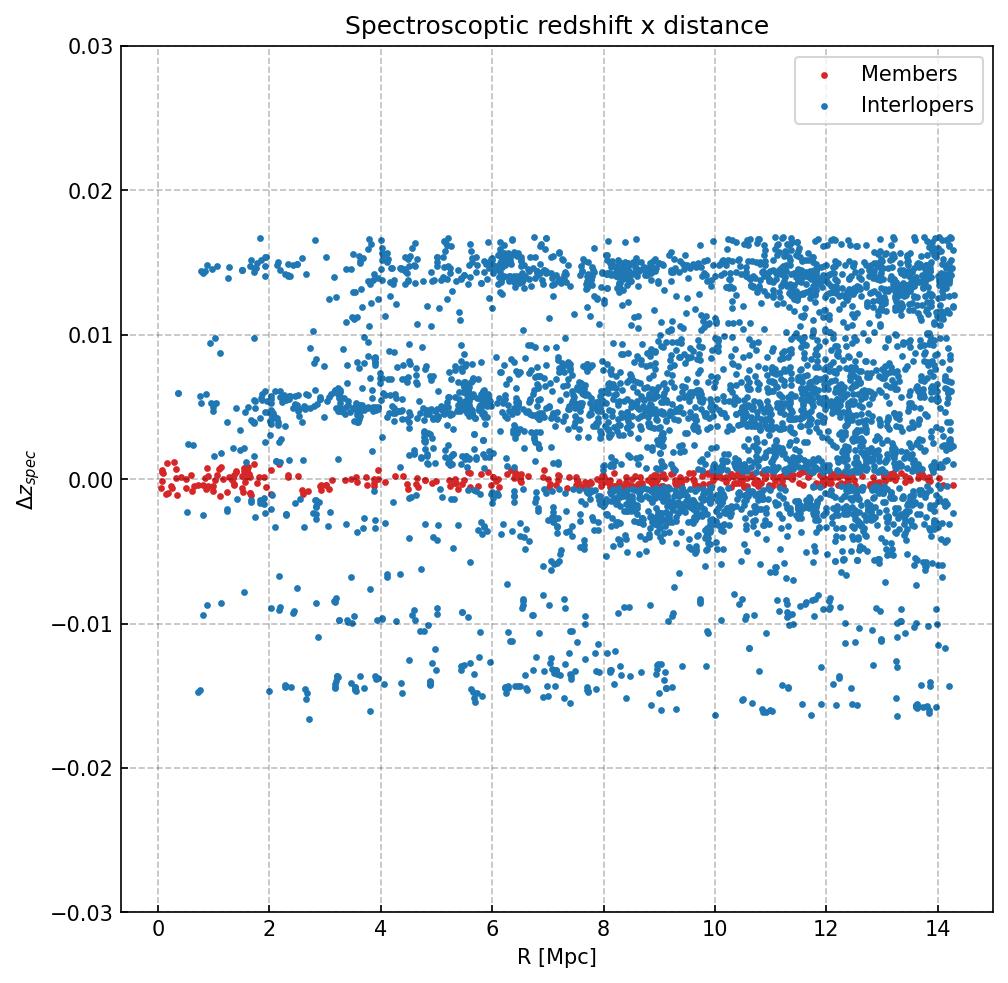 Spectroscoptic redshift x distance
Members
Interlopers
0.03
0.02
0.01
0.00
−0.01
−0.02
−0.03
Δz_spec
0 2 4 6 8 10 12 14
R [Mpc]